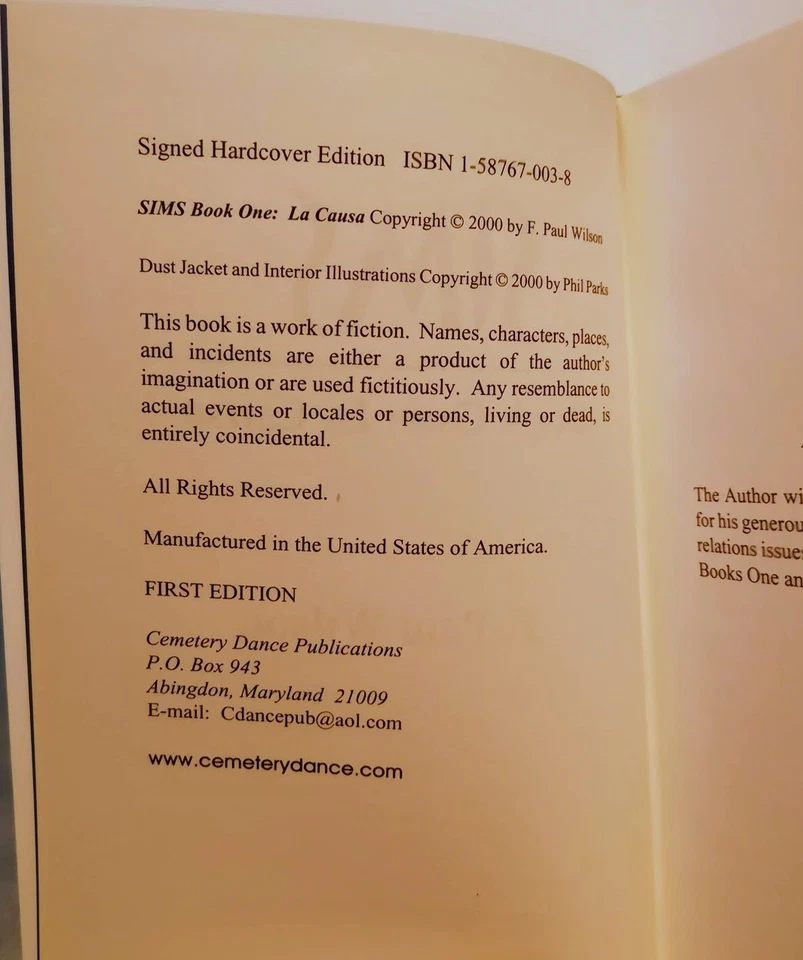 Signed Hardcover Edition ISBN 1-58767-003-8
SIMS Book One: La Causa Copyright © 2000 by F. Paul Wilson
Dust Jacket and Interior Illustrations Copyright © 2000 by Phil Parks
This book is a work of fiction. Names, characters, places,
and incidents are either a product of the author's
imagination or are used fictitiously. Any resemblance to
actual events or locales or persons, living or dead, is
entirely coincidental.
All Rights Reserved.
Manufactured in the United States of America.
FIRST EDITION
Cemetery Dance Publications
P.O. Box 943
Abingdon, Maryland 21009
E-mail: Cdancepub@aol.com
www.cemeterydance.com
The Author wi
for his generou
relations issue
Books One an